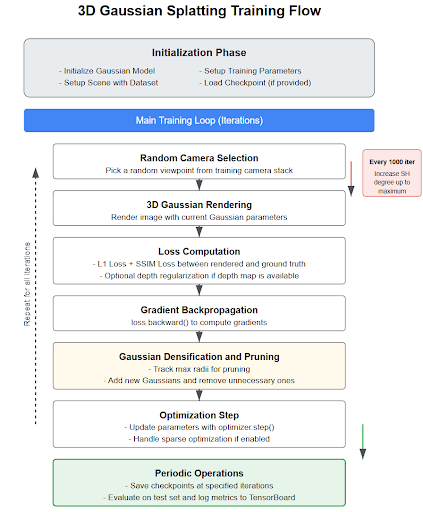 3D Gaussian Splatting Training Flow
Initialization Phase
- Initialize Gaussian Model
- Setup Scene with Dataset
- Setup Training Parameters
- Load Checkpoint (if provided)
Main Training Loop (Iterations)
Random Camera Selection
Pick a random viewpoint from training camera stack
Every 1000 iter
Increase SH
degree up to
maximum
3D Gaussian Rendering
Render image with current Gaussian parameters
Loss Computation
- L1 Loss + SSIM Loss between rendered and ground truth
- Optional depth regularization if depth map is available
Repeat for all iterations
Gradient Backpropagation
loss.backward() to compute gradients
Gaussian Densification and Pruning
- Track max radii for pruning
- Add new Gaussians and remove unnecessary ones
Optimization Step
- Update parameters with optimizer.step()
- Handle sparse optimization if enabled
Periodic Operations
- Save checkpoints at specified iterations
- Evaluate on test set and log metrics to TensorBoard